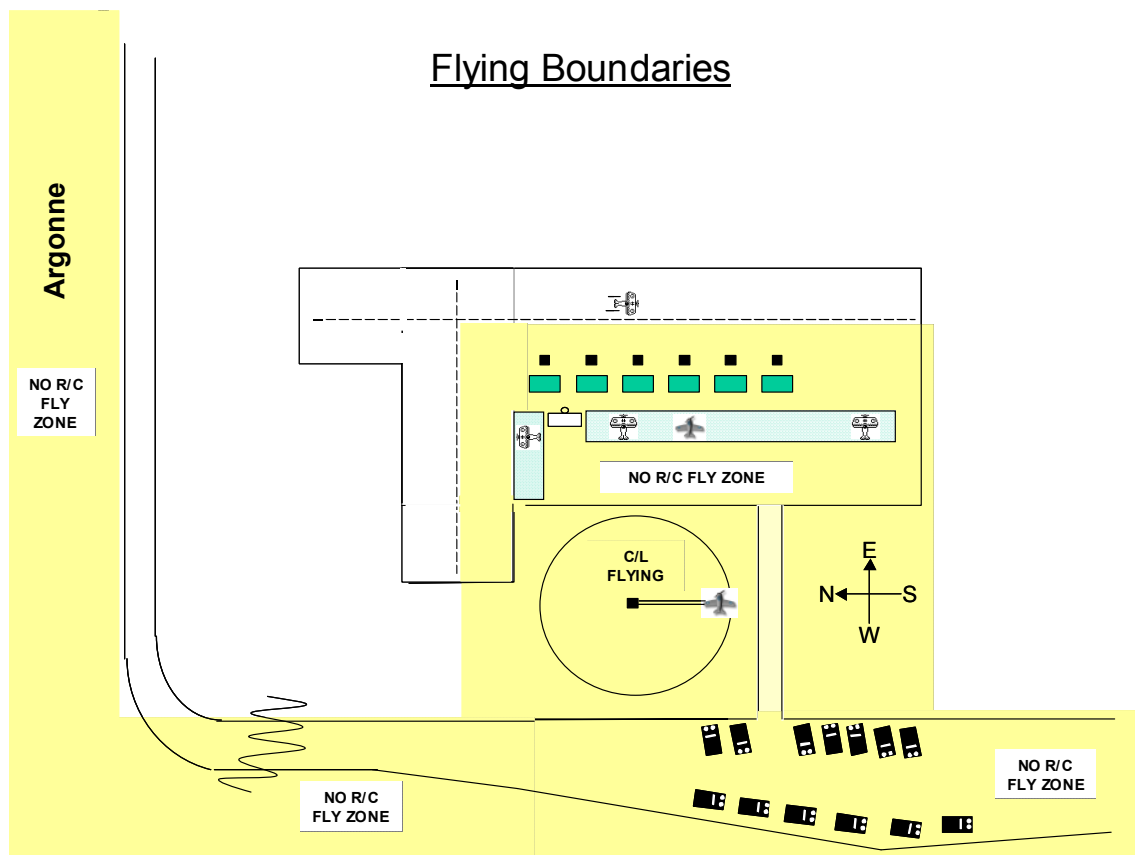 Flying Boundaries
Argonne
NO R/C
FLY
ZONE
NO R/C FLY ZONE
C/L
FLYING
E
N
S
W
NO R/C
FLY ZONE
NO R/C
FLY ZONE